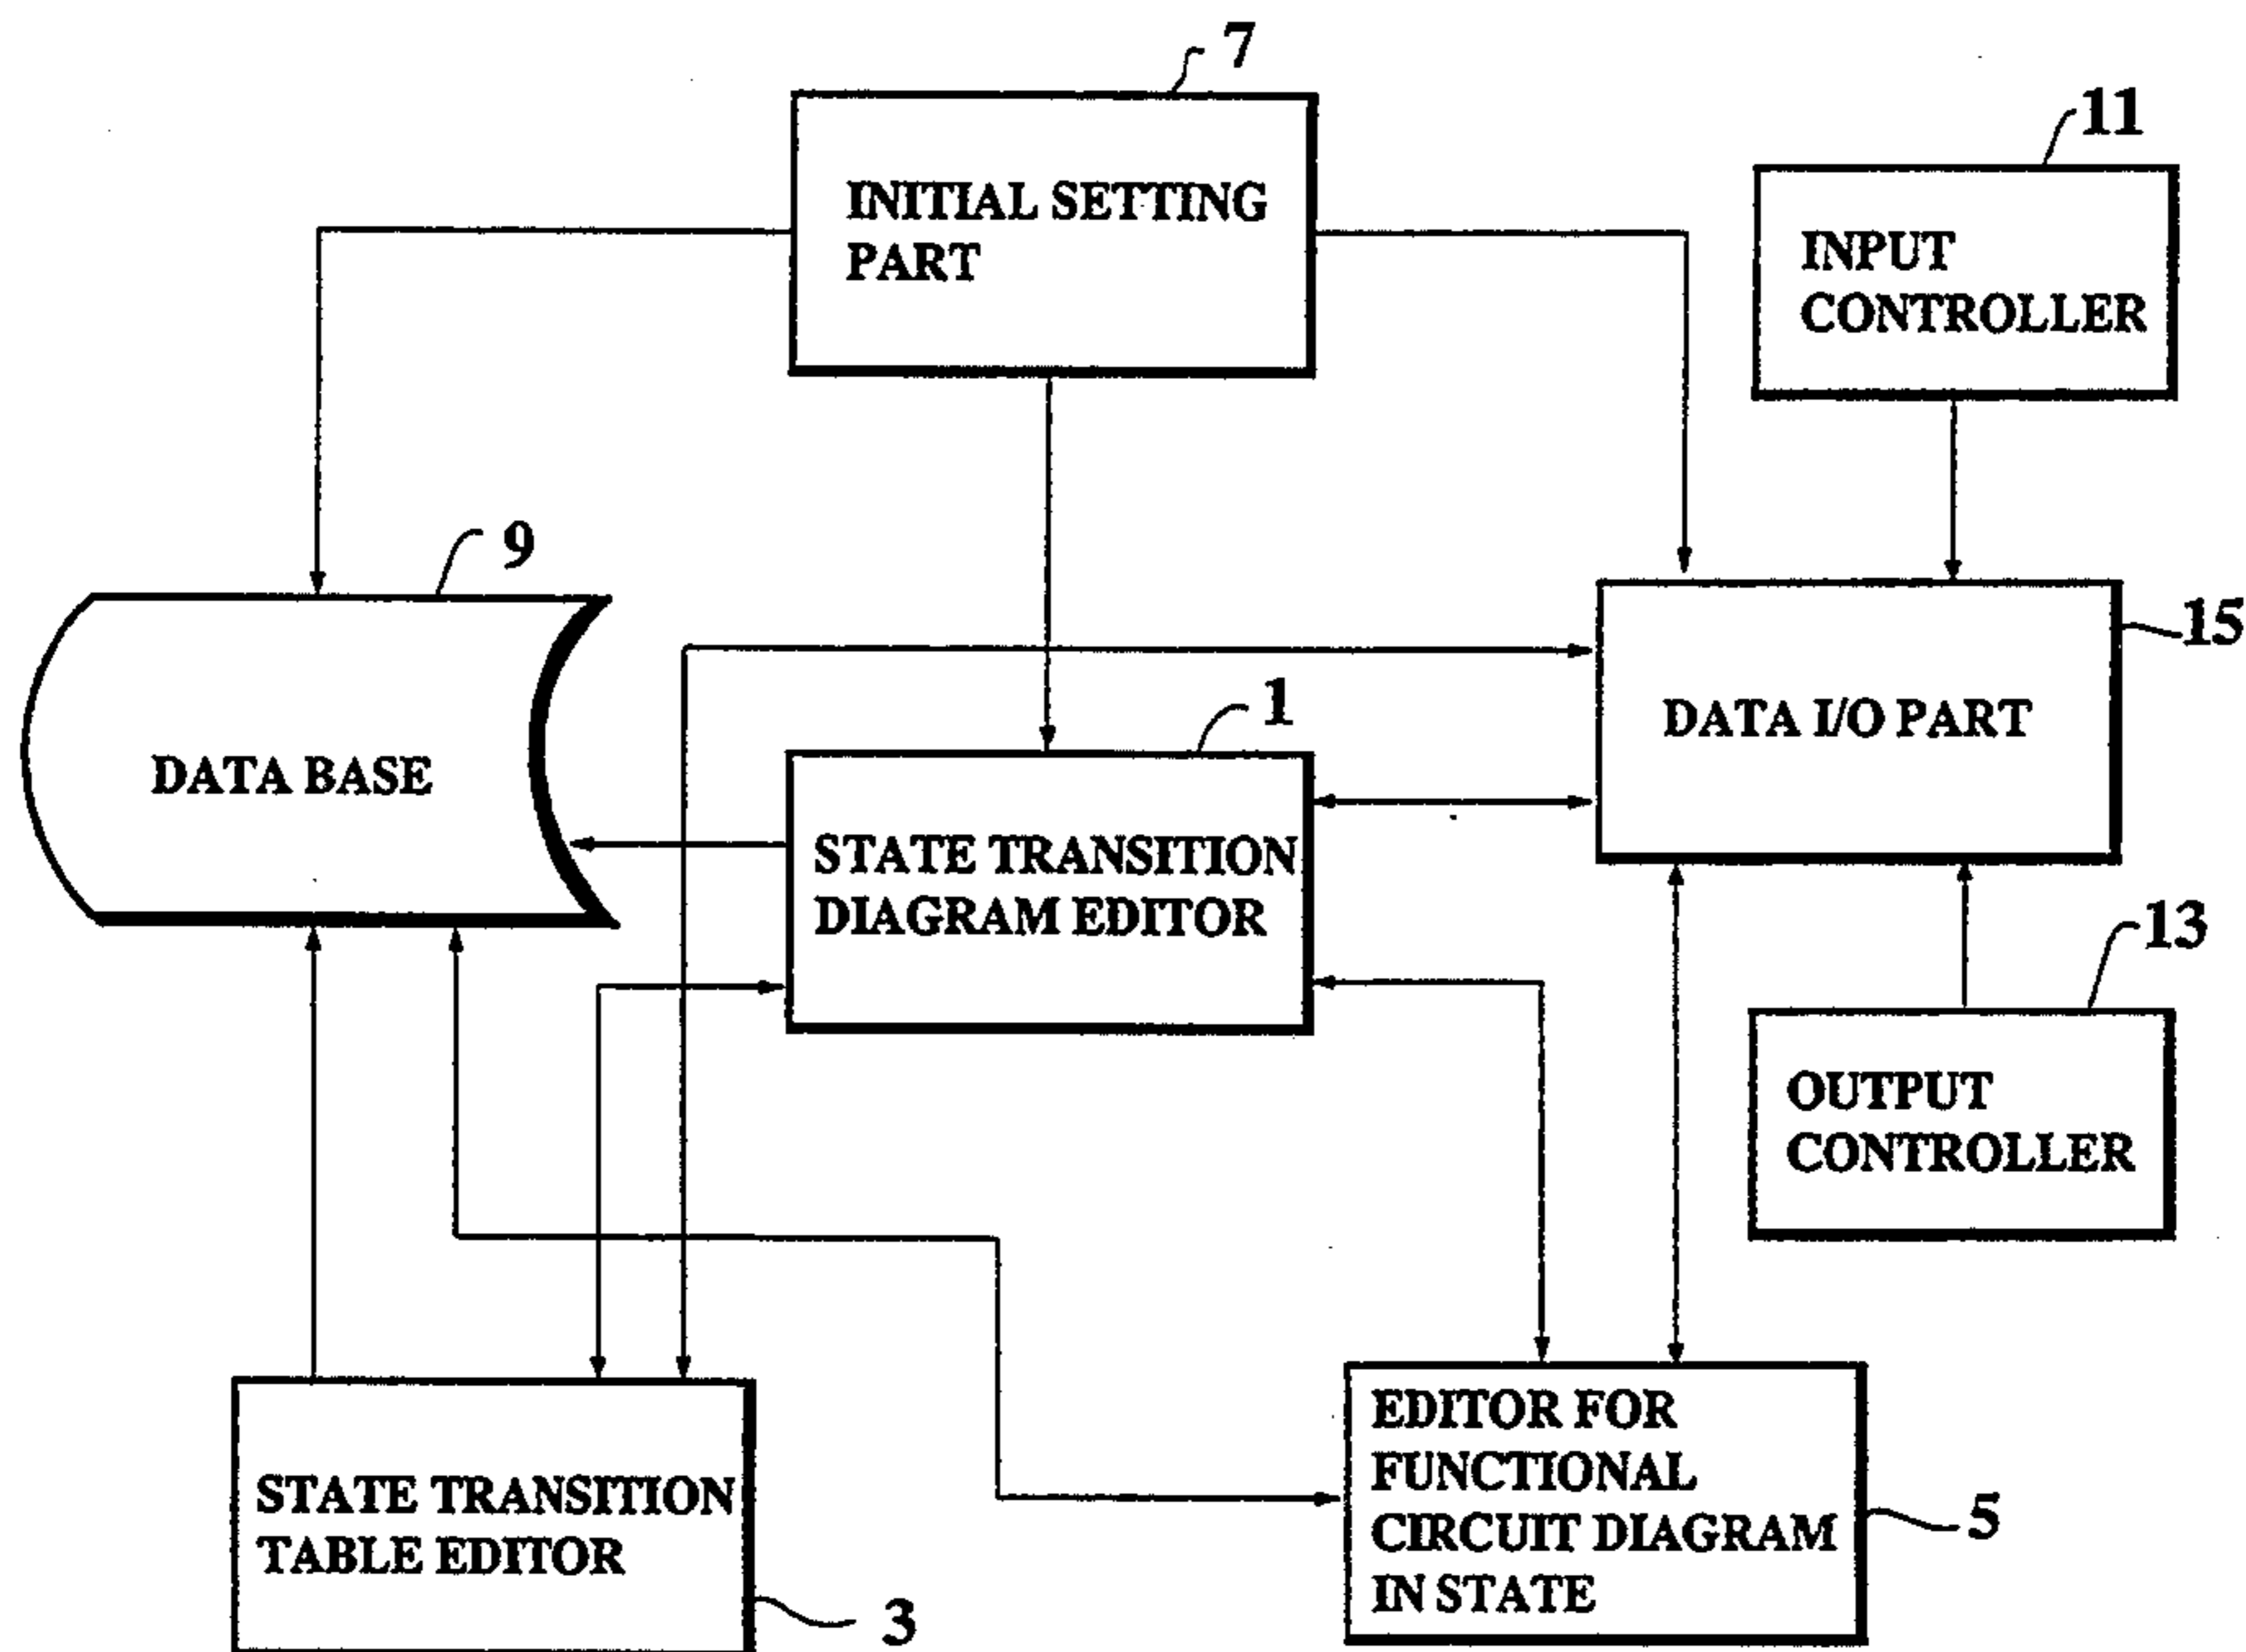 7
INITIAL SETTING
PART
11
INPUT
CONTROLLER
9
DATA BASE
15
DATA I/O PART
1
STATE TRANSITION
DIAGRAM EDITOR
13
OUTPUT
CONTROLLER
STATE TRANSITION
TABLE EDITOR
3
EDITOR FOR
FUNCTIONAL
CIRCUIT DIAGRAM
IN STATE
5